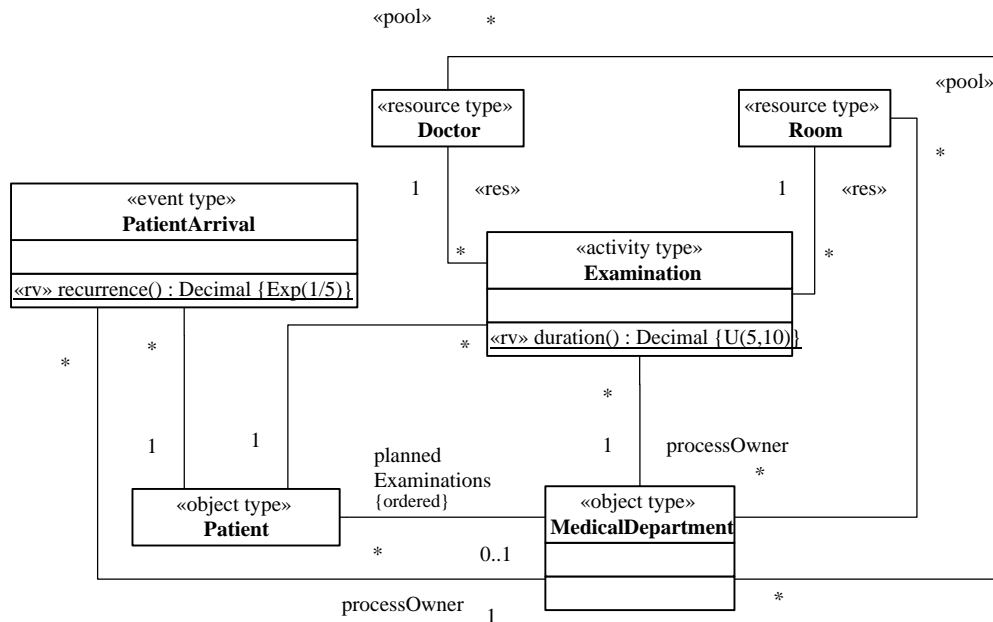 «pool»
*
«pool»
«resource type»
Doctor
«resource type»
Room
*
1
«res»
1
«res»
«event type»
PatientArrival
«rv» recurrence() : Decimal {Exp(1/5)}
*
*
«activity type»
Examination
«rv» duration() : Decimal {U(5,10)}
*
*
*
*
1
1
1
processOwner
*
planned
Examinations
{ordered}
«object type»
Patient
«object type»
MedicalDepartment
*
0..1
processOwner
1
*